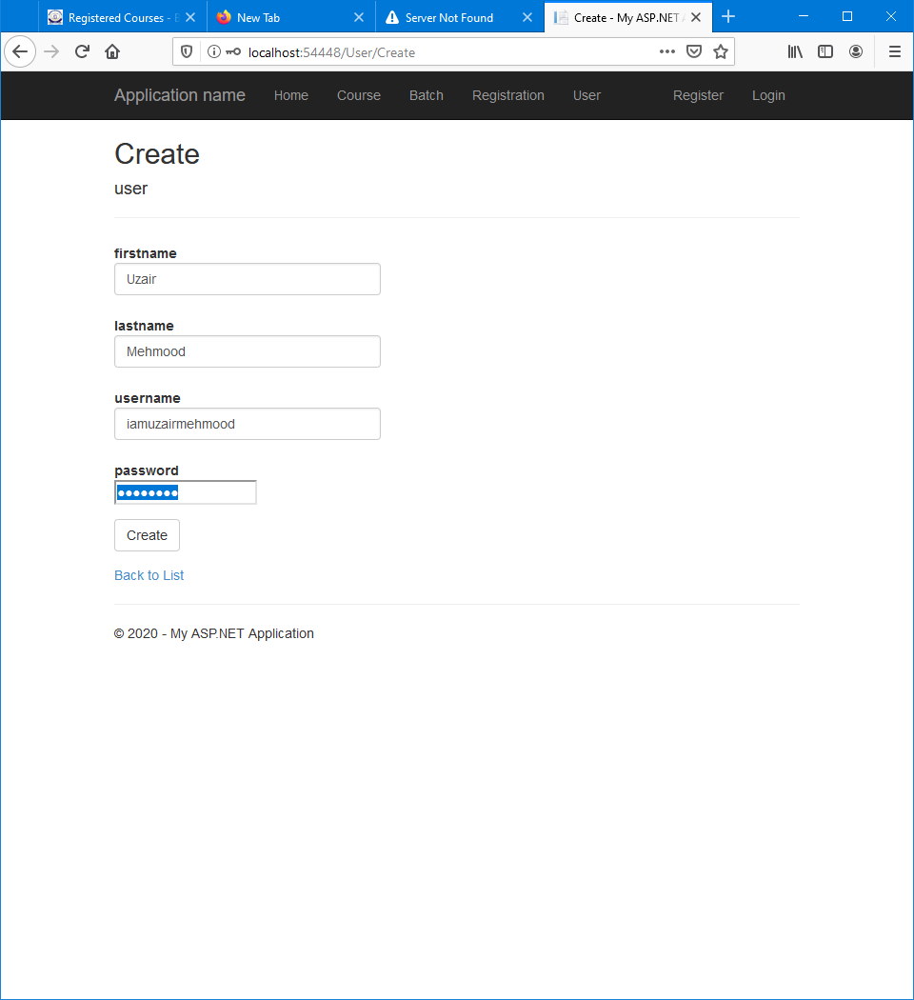 Registered Courses - E
New Tab
Server Not Found
Create - My ASP.NET A
localhost:54448/User/Create
Application name Home Course Batch Registration User Register Login
Create
user
firstname
Uzair
lastname
Mehmood
username
iamuzairmehmood
password
●●●●●●●●
Create
Back to List
© 2020 - My ASP.NET Application